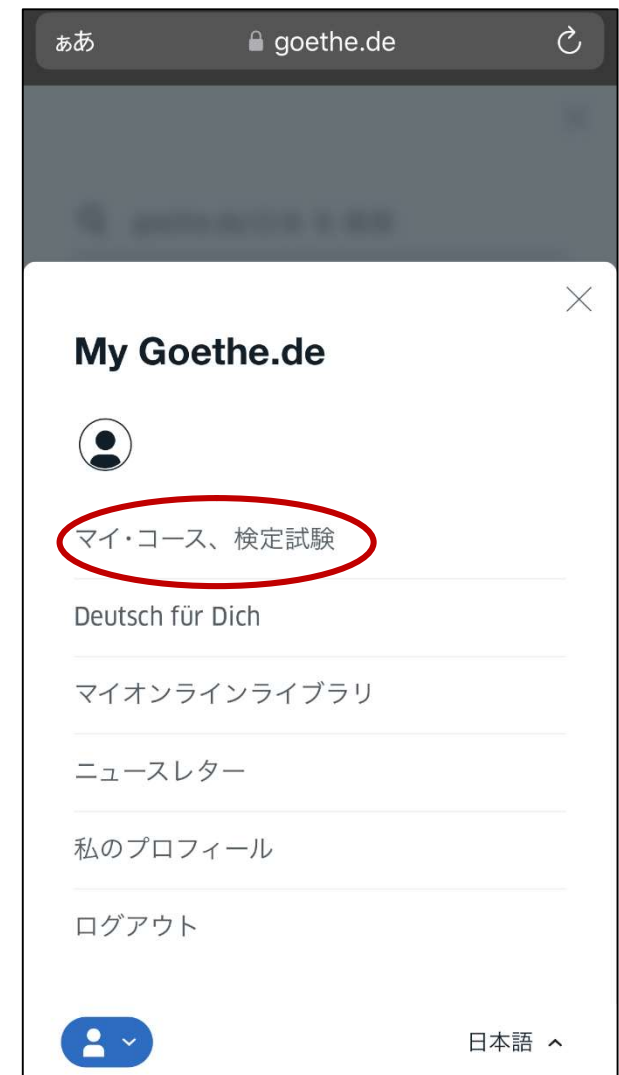 ぁあ goethe.de
My Goethe.de
マイ・コース、検定試験
Deutsch für Dich
マイオンラインライブラリ
ニュースレター
私のプロフィール
ログアウト
日本語